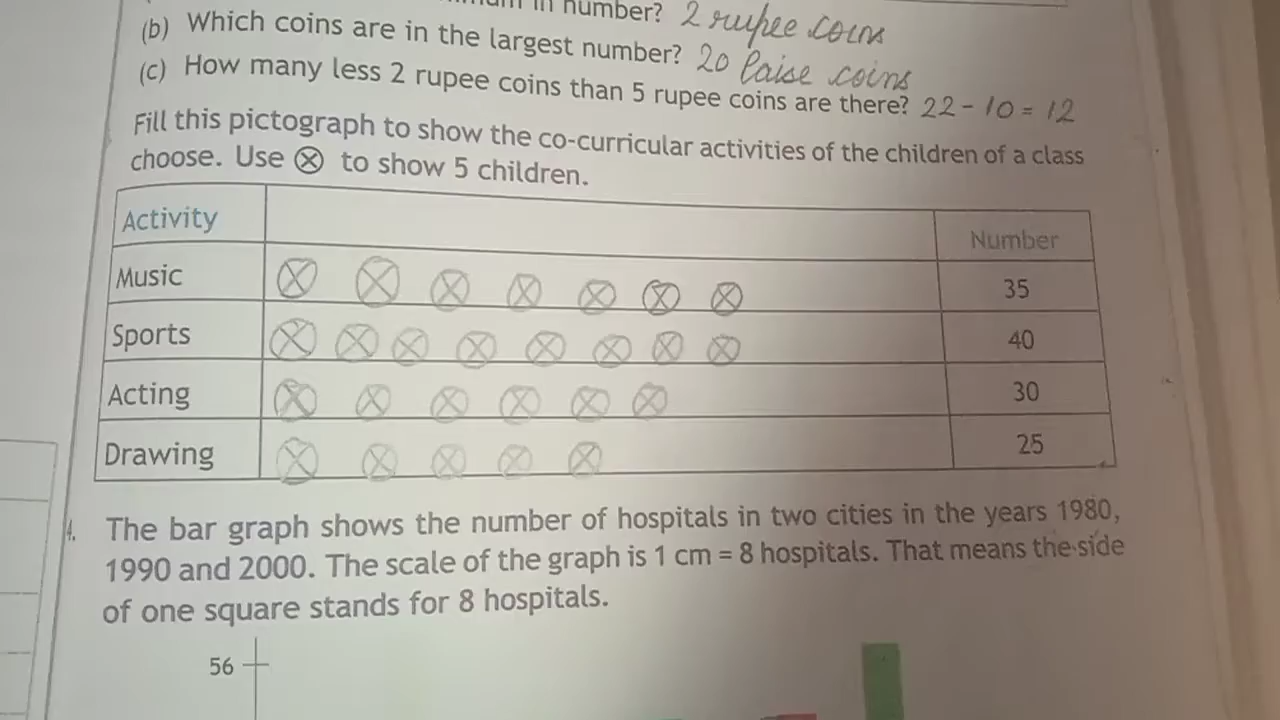 in number? 2 rupee coins
(b) Which coins are in the largest number? 20 Paise coins
(c) How many less 2 rupee coins than 5 rupee coins are there? 22 - 10 = 12
Fill this pictograph to show the co-curricular activities of the children of a class
choose. Use ⊗ to show 5 children.
Activity Number
Music 35
Sports 40
Acting 30
Drawing 25
4. The bar graph shows the number of hospitals in two cities in the years 1980,
1990 and 2000. The scale of the graph is 1 cm = 8 hospitals. That means the side
of one square stands for 8 hospitals.
56